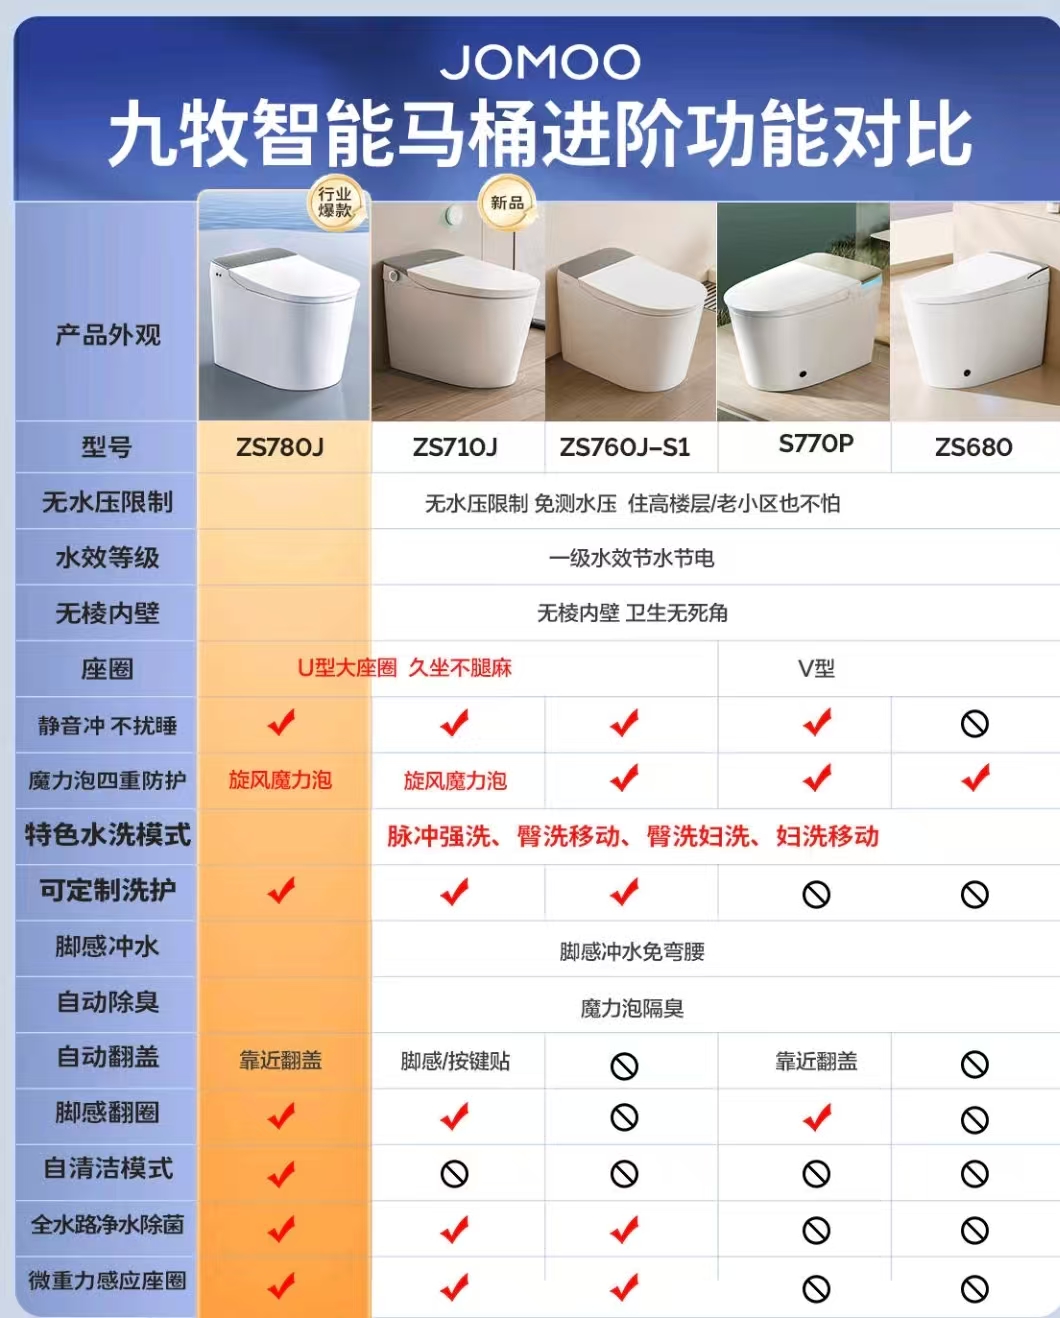 JOMOO
九牧智能马桶进阶功能对比
行业
爆款
新品
产品外观
型号 ZS780J ZS710J ZS760J-S1 S770P ZS680
无水压限制 无水压限制 免测水压 住高楼层/老小区也不怕
水效等级 一级水效节水节电
无棱内壁 无棱内壁 卫生无死角
座圈 U型大座圈 久坐不腿麻 V型
静音冲 不扰睡
魔力泡四重防护 旋风魔力泡 旋风魔力泡
特色水洗模式 脉冲强洗、臀洗移动、臀洗妇洗、妇洗移动
可定制洗护
脚感冲水 脚感冲水免弯腰
自动除臭 魔力泡隔臭
自动翻盖 靠近翻盖 脚感/按键贴 靠近翻盖
脚感翻圈
自清洁模式
全水路净水除菌
微重力感应座圈